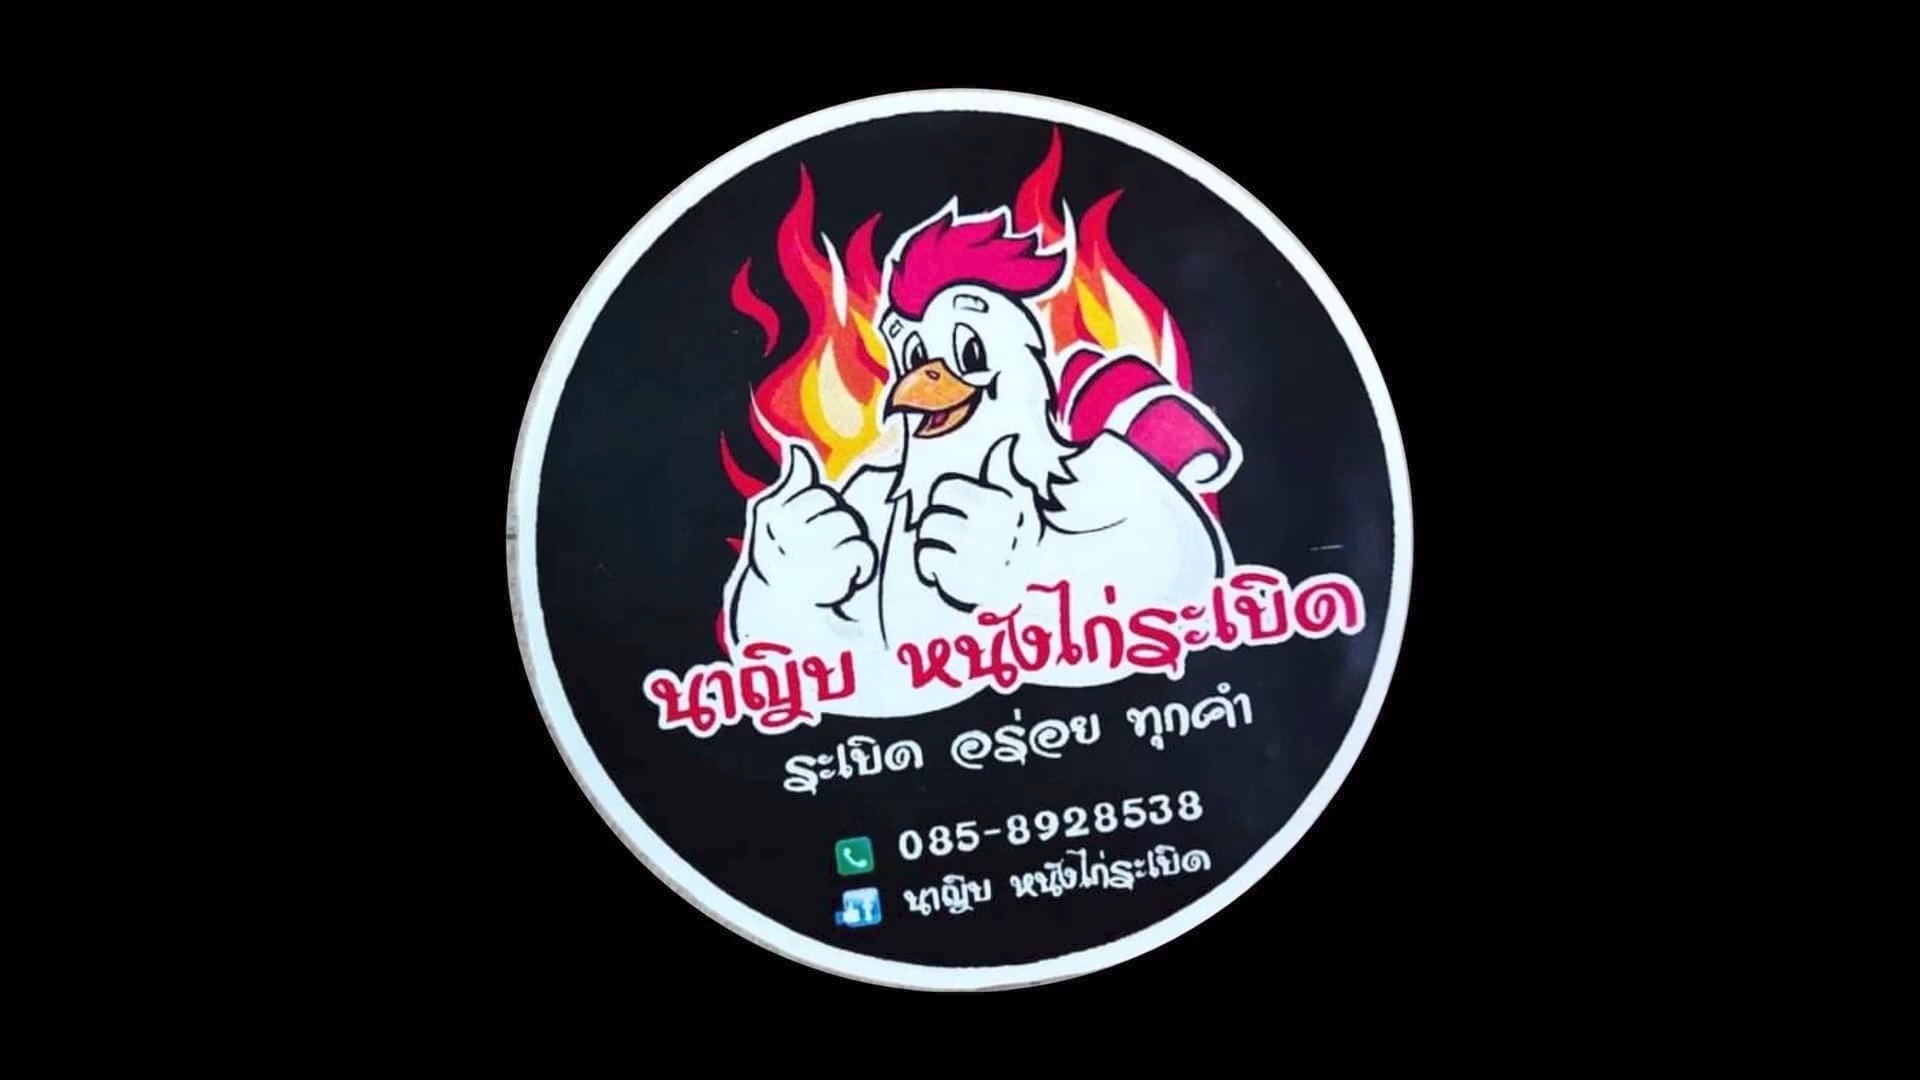 นาญิบ หนังไก่ระเบิด
ระเบิด อร่อย ทุกคำ
085-8928538
นาญิบ หนังไก่ระเบิด